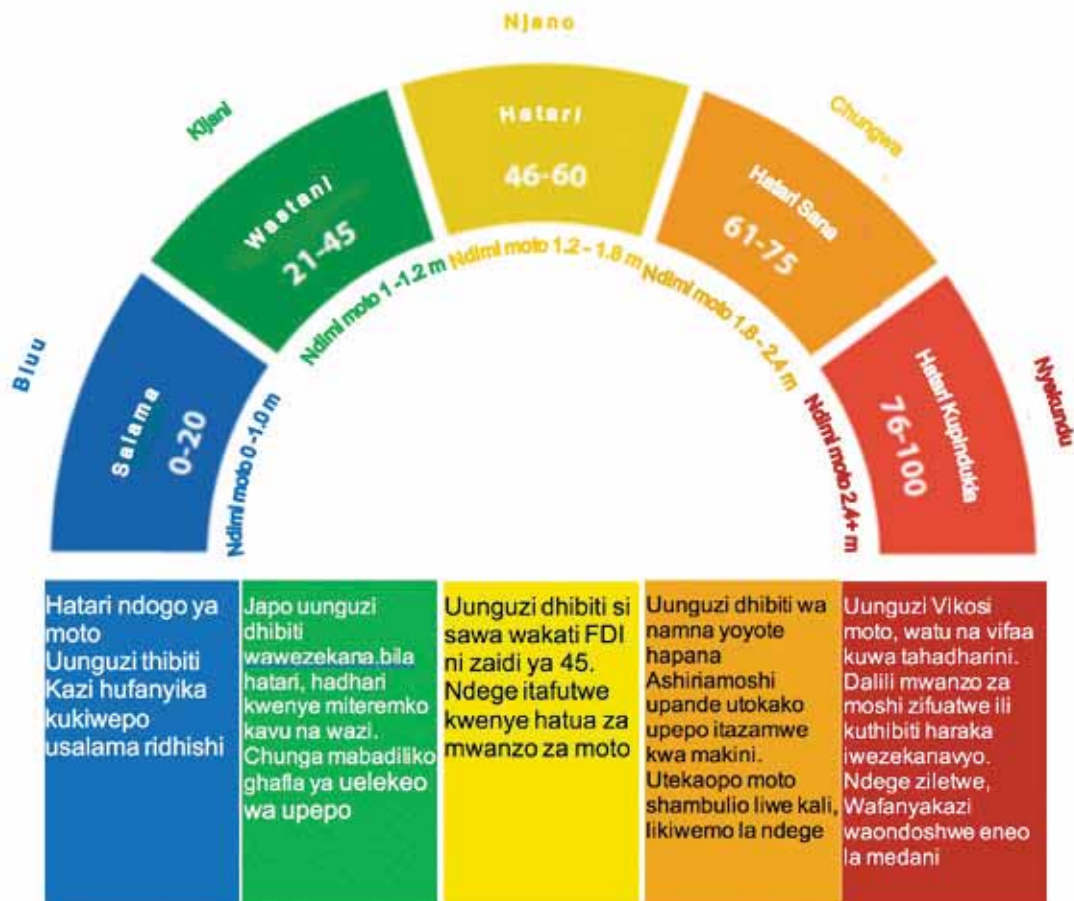 Njano
Kijani
Chungwa
Bluu
Nyekundu
Salama
0-20
Wastani
21-45
Hatari
46-60
Hatari Sana
61-75
Hatari Kupindukia
76-100
Ndimi moto 0 -1.0 m
Ndimi moto 1 -1.2 m
Ndimi moto 1.2 - 1.8 m
Ndimi moto 1.8 - 2.4 m
Ndimi moto 2.4+ m
Hatari ndogo ya
moto
Uunguzi thibiti
Kazi hufanyika
kukiwepo
usalama ridhishi
Japo uunguzi
dhibiti
wawezekana.bila
hatari, hadhari
kwenye miteremko
kavu na wazi.
Chunga mabadiliko
ghafla ya uelekeo
wa upepo
Uunguzi dhibiti si
sawa wakati FDI
ni zaidi ya 45.
Ndege itafutwe
kwenye hatua za
mwanzo za moto
Uunguzi dhibiti wa
namna yoyote
hapana
Ashiriamoshi
upande utokako
upepo itazamwe
kwa makini.
Utekaopo moto
shambulio liwe kali,
likiwemo la ndege
Uunguzi Vikosi
moto, watu na vifaa
kuwa tahadharini.
Dalili mwanzo za
moshi zifuatwe ili
kuthibiti haraka
iwezekanavyo.
Ndege ziletwe,
Wafanyakazi
waondoshwe eneo
la medani